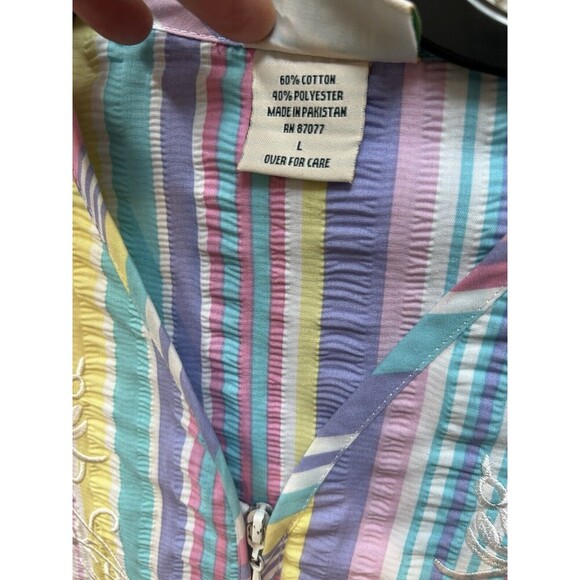 60% COTTON
40% POLYESTER
MADE IN PAKISTAN
RN 87077
L
OVER FOR CARE